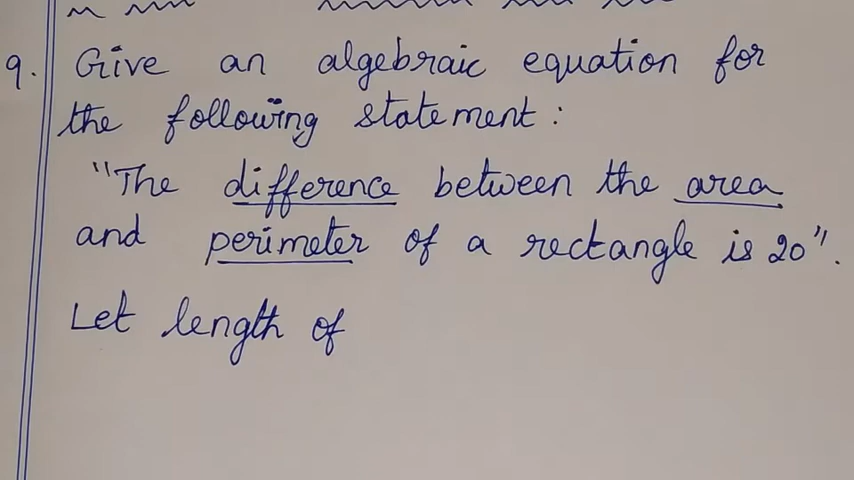 9. Give an algebraic equation for
the following statement :
"The difference between the area
and perimeter of a rectangle is 20".
Let length of